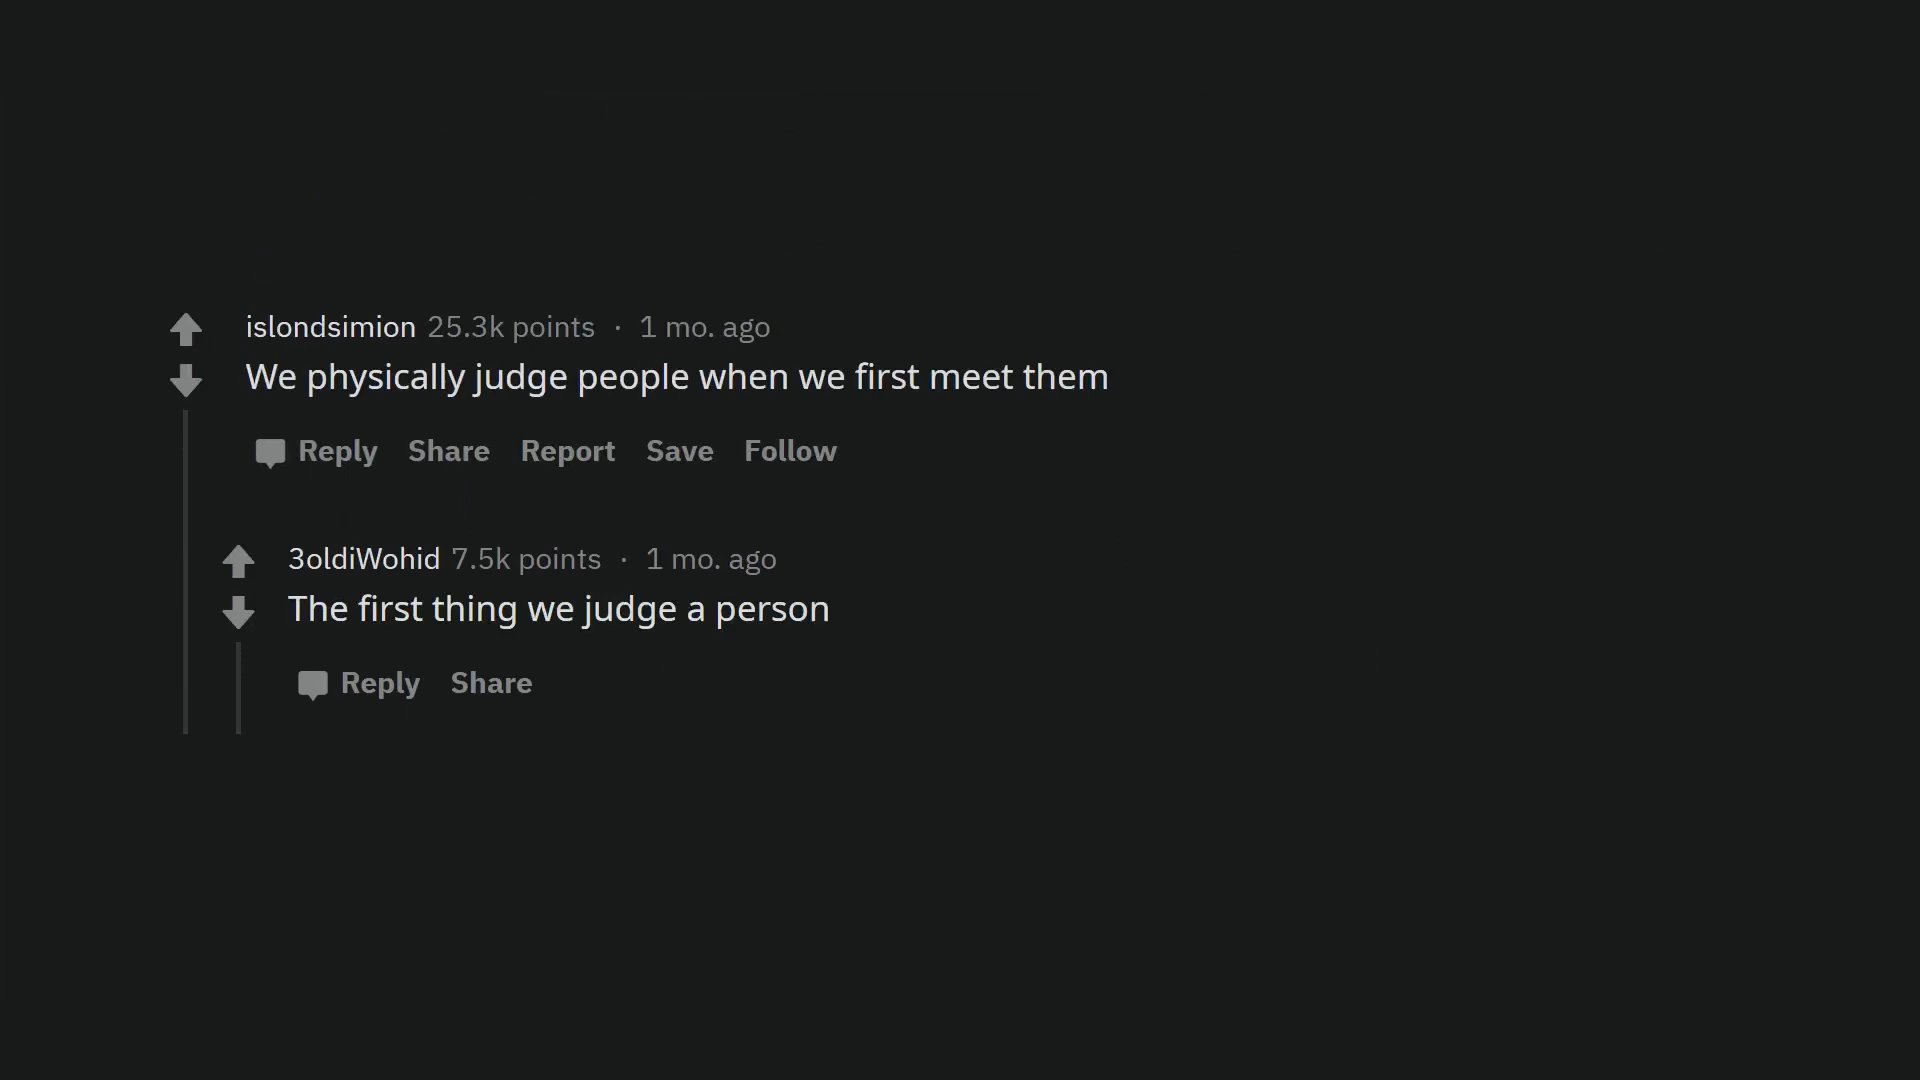 islondsimion 25.3k points · 1 mo. ago
We physically judge people when we first meet them
Reply Share Report Save Follow
3oldiWohid 7.5k points · 1 mo. ago
The first thing we judge a person
Reply Share